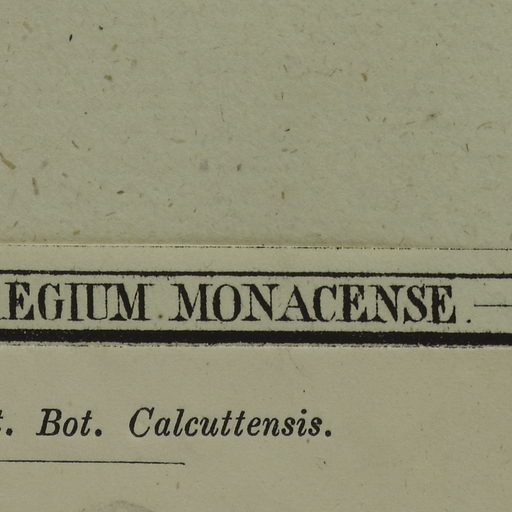 EGIUM MONACENSE.
t. Bot. Calcuttensis.